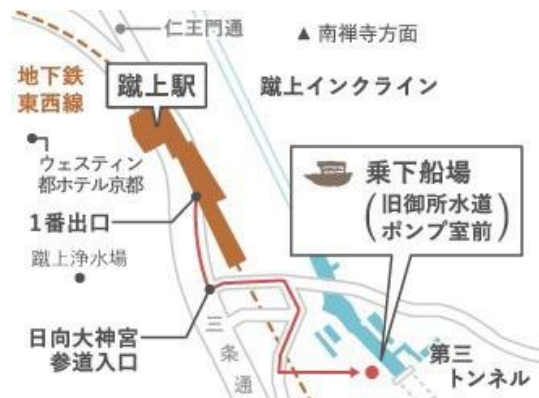 仁王門通
▲ 南禅寺方面
地下鉄
東西線
蹴上駅
蹴上インクライン
ウェスティン
都ホテル京都
乗下船場
(旧御所水道
ポンプ室前)
1番出口
蹴上浄水場
日向大神宮
参道入口
三条通
第三
トンネル